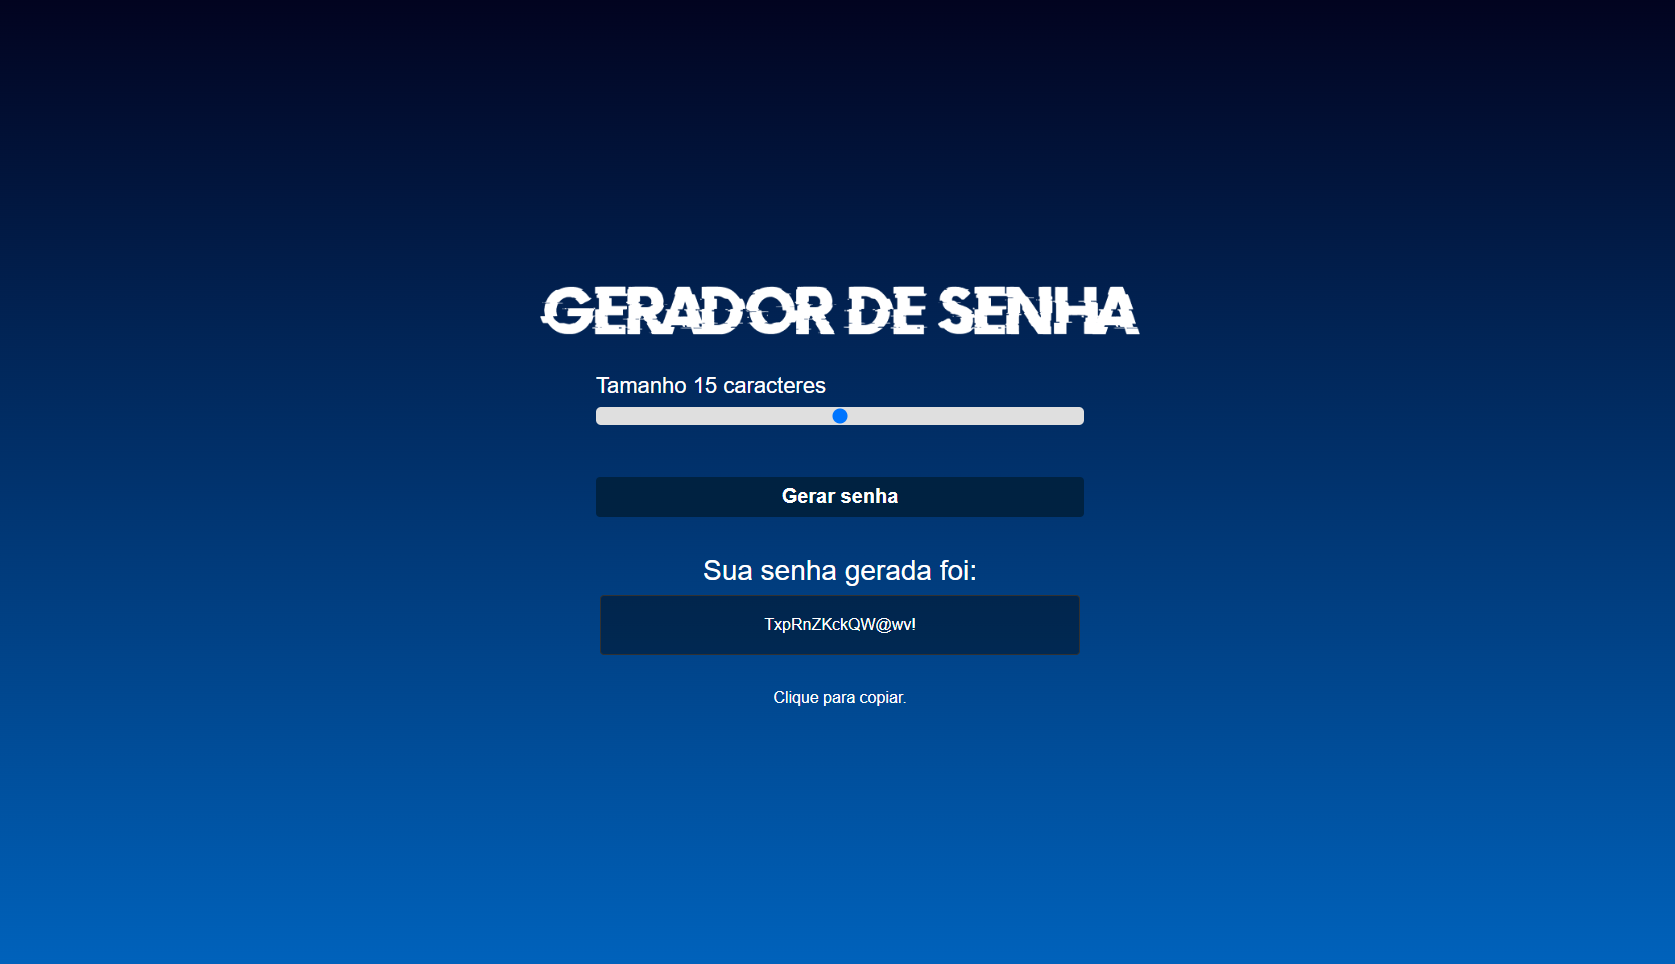 GERADOR DE SENHA
Tamanho 15 caracteres
Gerar senha
Sua senha gerada foi:
TxpRnZKckQW@wv!
Clique para copiar.